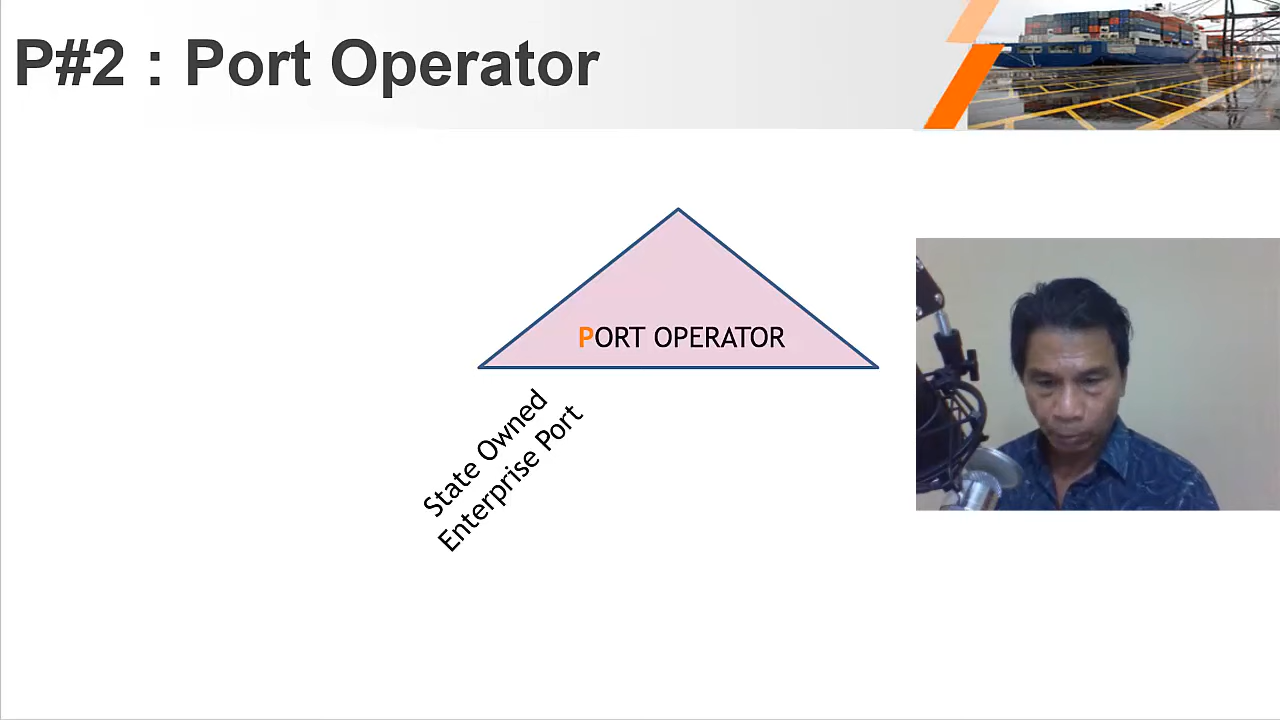 P#2 : Port Operator
PORT OPERATOR
State Owned
Enterprise Port